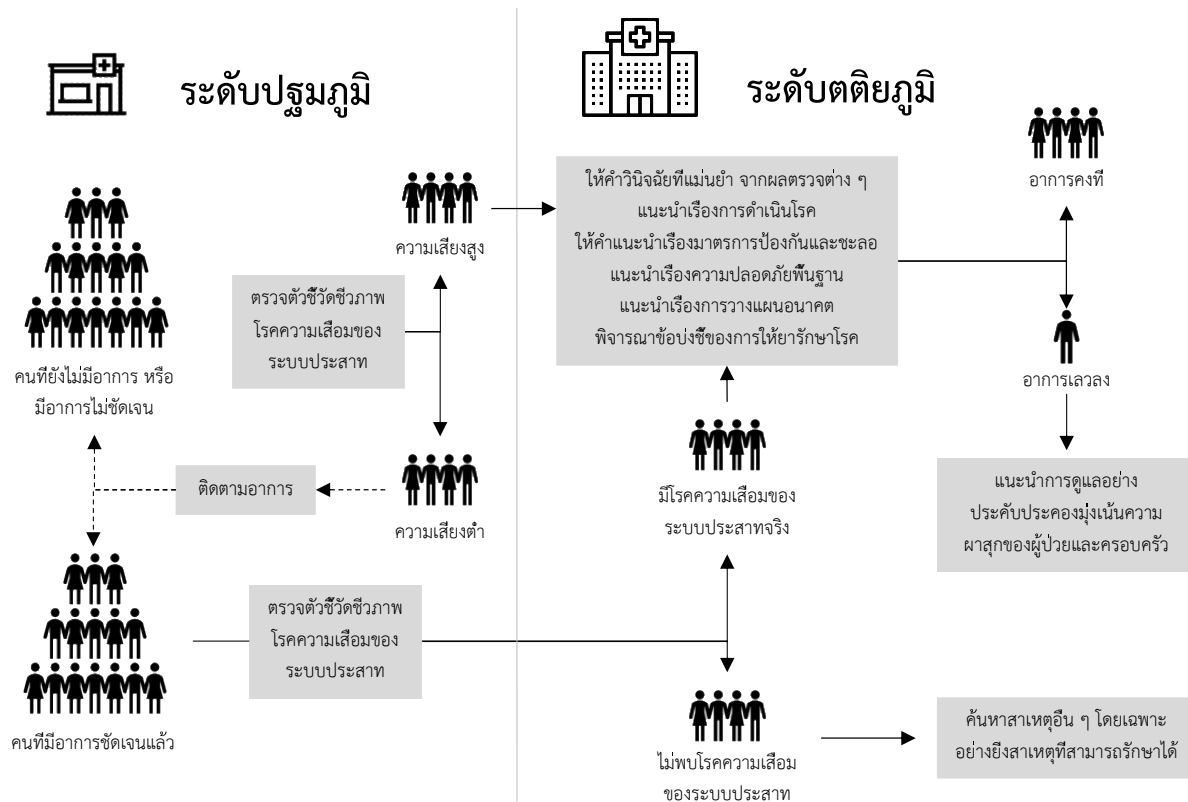 ระดับปฐมภูมิ
ระดับตติยภูมิ
คนที่ยังไม่มีอาการ หรือ
มีอาการไม่ชัดเจน
ตรวจตัวชี้วัดชีวภาพ
โรคความเสื่อมของ
ระบบประสาท
ความเสี่ยงสูง
ความเสี่ยงต่ำ
ติดตามอาการ
คนที่มีอาการชัดเจนแล้ว
ตรวจตัวชี้วัดชีวภาพ
โรคความเสื่อมของ
ระบบประสาท
ให้คำวินิจฉัยที่แม่นยำ จากผลตรวจต่าง ๆ
แนะนำเรื่องการดำเนินโรค
ให้คำแนะนำเรื่องมาตรการป้องกันและชะลอ
แนะนำเรื่องความปลอดภัยพื้นฐาน
แนะนำเรื่องการวางแผนอนาคต
พิจารณาข้อบ่งชี้ของการให้ยารักษาโรค
อาการคงที่
อาการเลวลง
มีโรคความเสื่อมของ
ระบบประสาทจริง
แนะนำการดูแลอย่าง
ประคับประคองมุ่งเน้นความ
ผาสุกของผู้ป่วยและครอบครัว
ไม่พบโรคความเสื่อม
ของระบบประสาท
ค้นหาสาเหตุอื่น ๆ โดยเฉพาะ
อย่างยิ่งสาเหตุที่สามารถรักษาได้